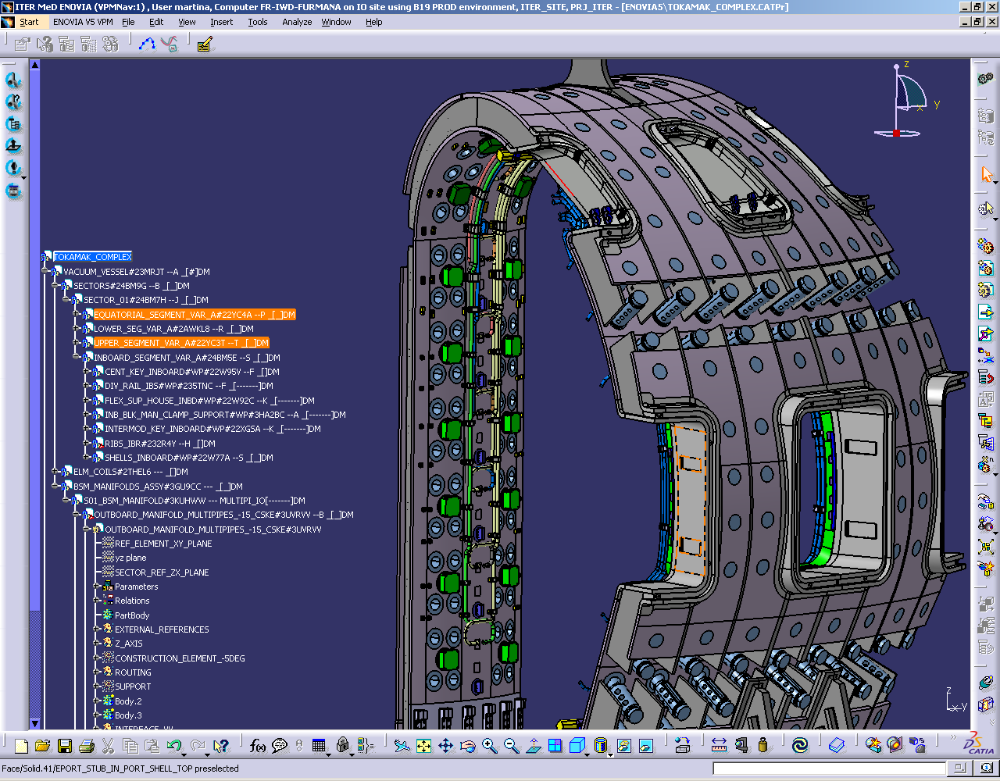 ITER MeD ENOVIA (VPMNav:1) , User martina, Computer FR-IWD-FURMANA on IO site using B19 PROD environment, ITER_SITE, PRJ_ITER - [ENOVIA5\TOKAMAK_COMPLEX.CATPr]
Start ENOVIA V5 VPM File Edit View Insert Tools Analyze Window Help
z
y
x
TOKAMAK_COMPLEX
VACUUM_VESSEL#23MRJT --A _[#]DM
SECTORS#24BM9G --B _[_]DM
SECTOR_01#24BM7H --J _[_]DM
EQUATORIAL_SEGMENT_VAR_A#22YC4A --P _[_]DM
LOWER_SEG_VAR_A#2AWKL8 --R _[_]DM
UPPER_SEGMENT_VAR_A#22YC3T --T _[_]DM
INBOARD_SEGMENT_VAR_A#24BM5E --S _[_]DM
CENT_KEY_INBOARD#WP#22W95V --F _[]DM
DIV_RAIL_IBS#WP#235TNC --F _[-------]DM
FLEX_SUP_HOUSE_INBD#WP#22W92C --K _[-------]DM
INB_BLK_MAN_CLAMP_SUPPORT#WP#3HA2BC --A _[-------]DM
INTERMOD_KEY_INBOARD#WP#22XGSA --K _[-------]DM
RIBS_IBR#232R4Y --H _[]DM
SHELLS_INBOARD#WP#22W77A --S _[_]DM
ELM_COILS#2THEL6 --- _[]DM
BSM_MANIFOLDS_ASSY#3GU9CC --- _[_]DM
S01_BSM_MANIFOLD#3KUHWW --- MULTIPI_IO[-------]DM
OUTBOARD_MANIFOLD_MULTIPIPES_-15_CSKE#3UVRVV --B _[_]DM
OUTBOARD_MANIFOLD_MULTIPIPES_-15_CSKE#3UVRVV
REF_ELEMENT_XY_PLANE
yz plane
SECTOR_REF_ZX_PLANE
Parameters
Relations
PartBody
EXTERNAL_REFERENCES
Z_AXIS
CONSTRUCTION_ELEMENT_-5DEG
ROUTING
SUPPORT
Body.2
Body.3
INTERFACE_VV
z
x y
f(x)
CATIA
Face/Solid.41/EPORT_STUB_IN_PORT_SHELL_TOP preselected